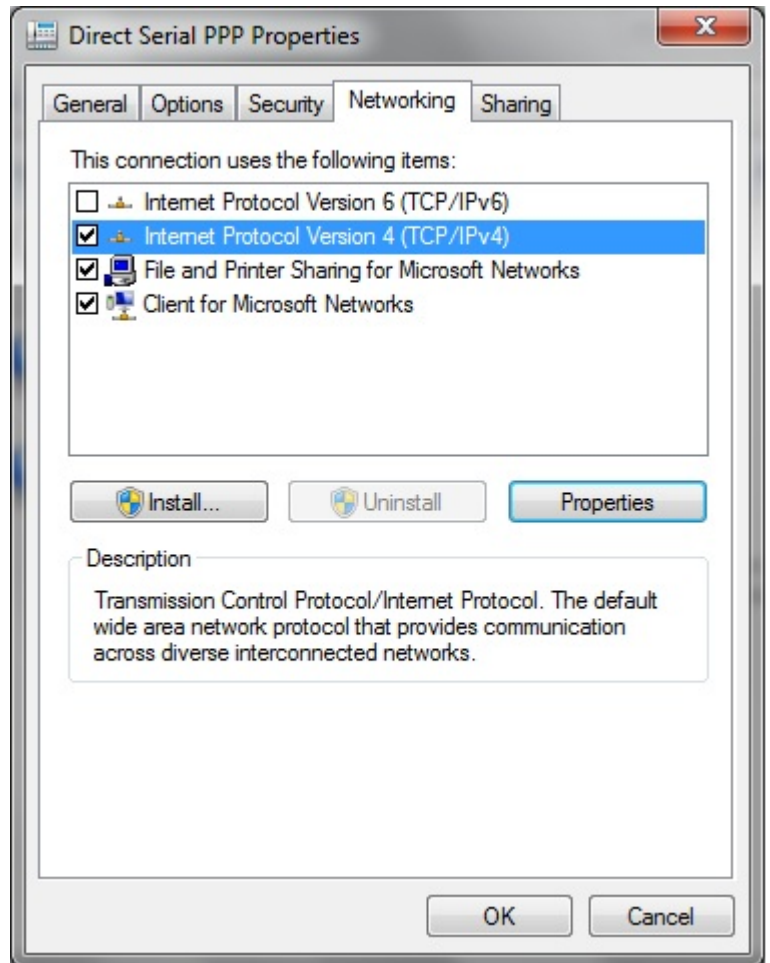 Direct Serial PPP Properties
General Options Security Networking Sharing
This connection uses the following items:
Internet Protocol Version 6 (TCP/IPv6)
Internet Protocol Version 4 (TCP/IPv4)
File and Printer Sharing for Microsoft Networks
Client for Microsoft Networks
Install... Uninstall Properties
Description
Transmission Control Protocol/Internet Protocol. The default
wide area network protocol that provides communication
across diverse interconnected networks.
OK Cancel